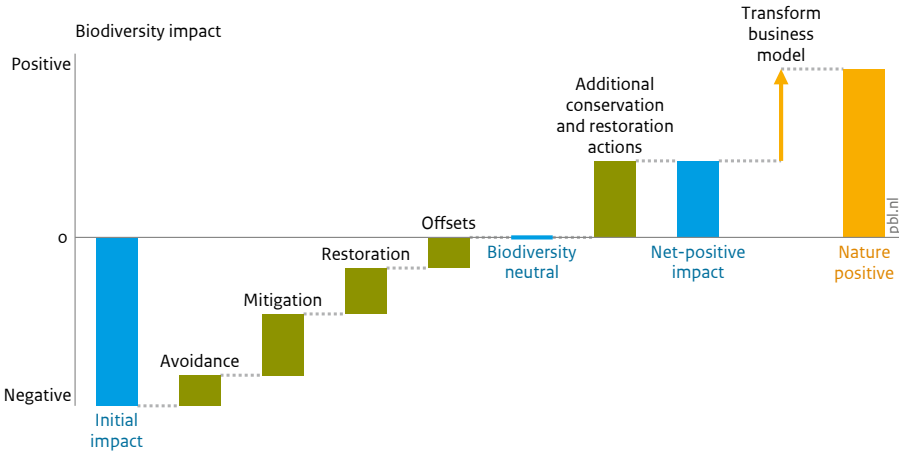 Biodiversity impact
Positive
o
Negative
Initial
impact
Avoidance
Mitigation
Restoration
Offsets
Biodiversity
neutral
Additional
conservation
and restoration
actions
Net-positive
impact
Transform
business
model
Nature
positive
pbl.nl